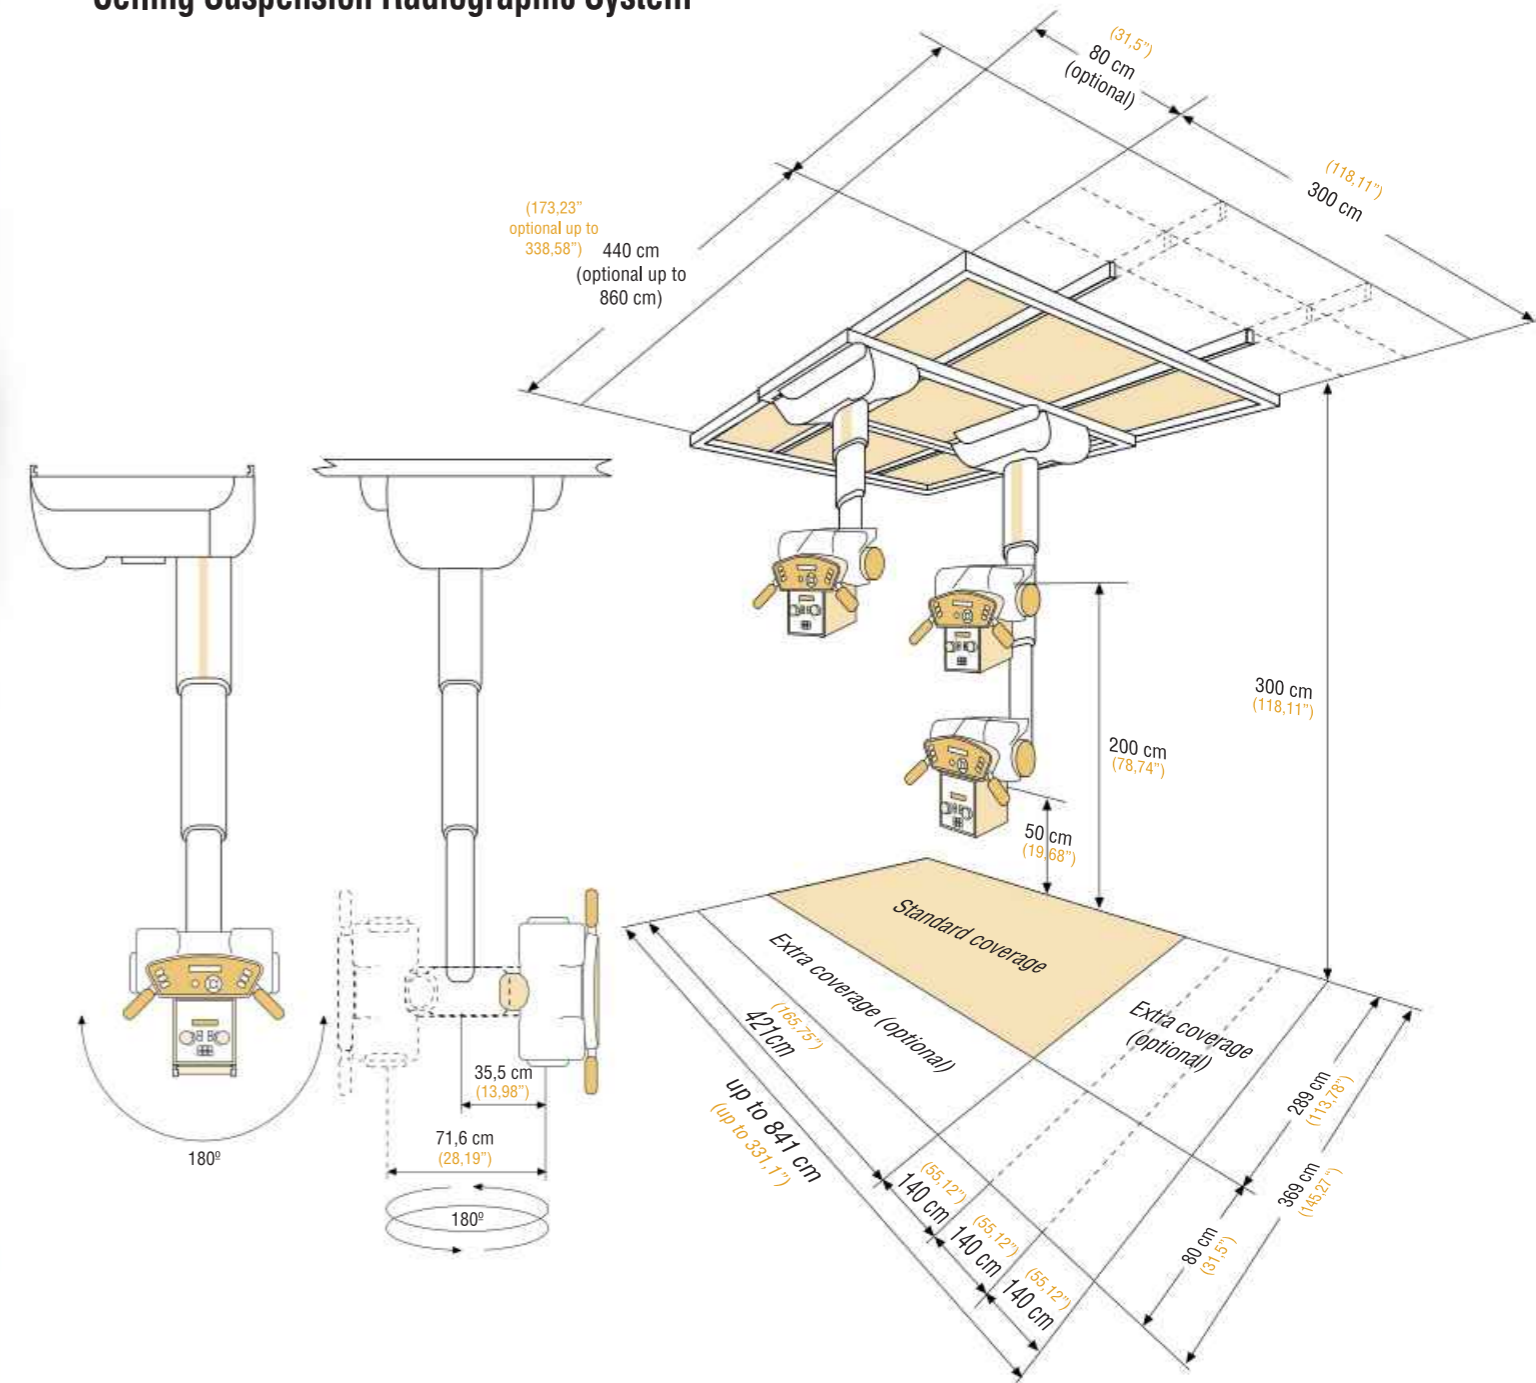 Ceiling Suspension Radiographic System
(31,5”)
80 cm
(optional)
(118,11”)
300 cm
(173,23”
optional up to
338,58”)
440 cm
(optional up to
860 cm)
300 cm
(118,11”)
200 cm
(78,74”)
50 cm
(19,68”)
Standard coverage
Extra coverage (optional)
Extra coverage
(optional)
(165,75”)
421cm
up to 841 cm
(up to 331,1”)
(55,12”)
140 cm
(55,12”)
140 cm
(55,12”)
140 cm
289 cm
(113,78”)
369 cm
(145,27”)
80 cm
(31,5”)
35,5 cm
(13,98”)
71,6 cm
(28,19”)
180º
180º